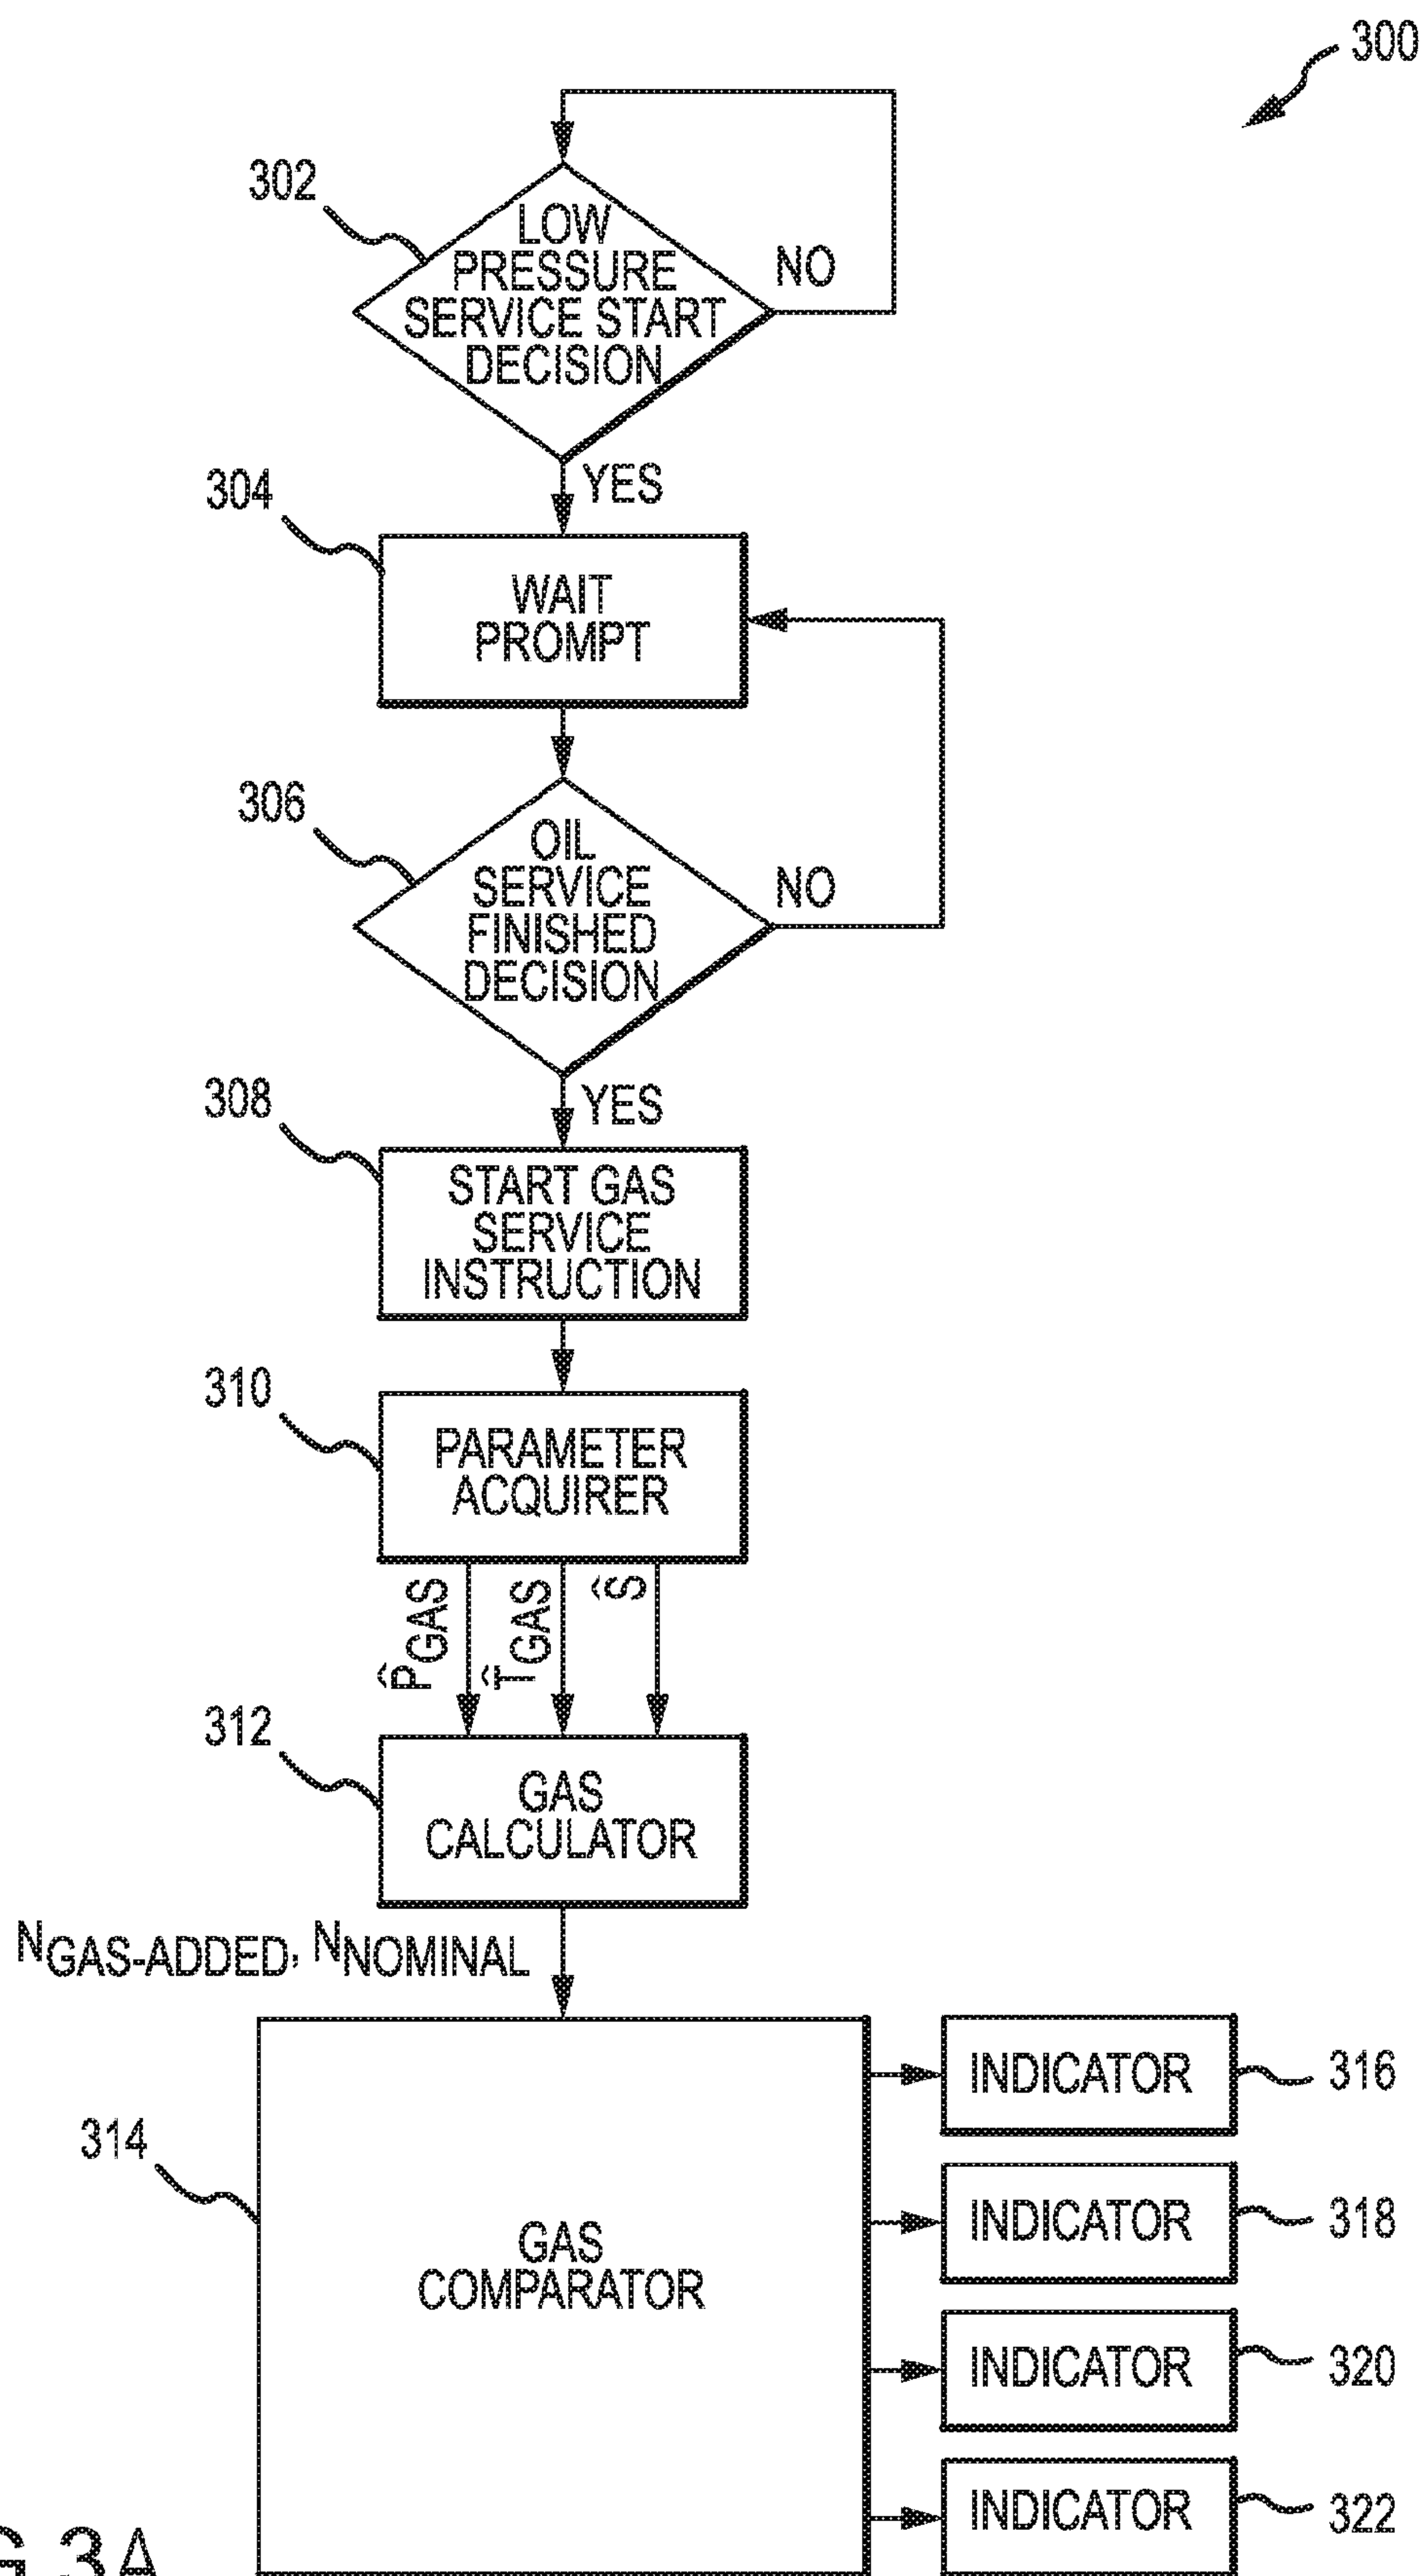 300
302
LOW
PRESSURE
SERVICE START
DECISION
NO
YES
304
WAIT
PROMPT
306
OIL
SERVICE
FINISHED
DECISION
NO
YES
308
START GAS
SERVICE
INSTRUCTION
310
PARAMETER
ACQUIRER
P̂GAS
T̂GAS
Ŝ
312
GAS
CALCULATOR
NGAS-ADDED, NNOMINAL
314
GAS
COMPARATOR
INDICATOR
316
INDICATOR
318
INDICATOR
320
INDICATOR
322
G.3A